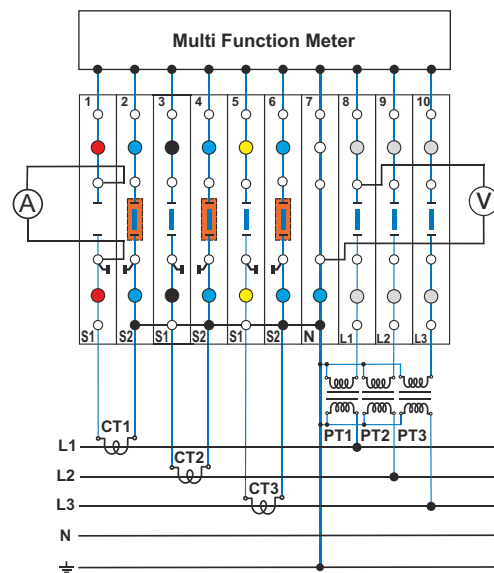 Multi Function Meter
1 2 3 4 5 6 7 8 9 10
A V
S1 S2 S1 S2 S1 S2 N L1 L2 L3
PT1 PT2 PT3
CT1
L1
CT2
L2
CT3
L3
N